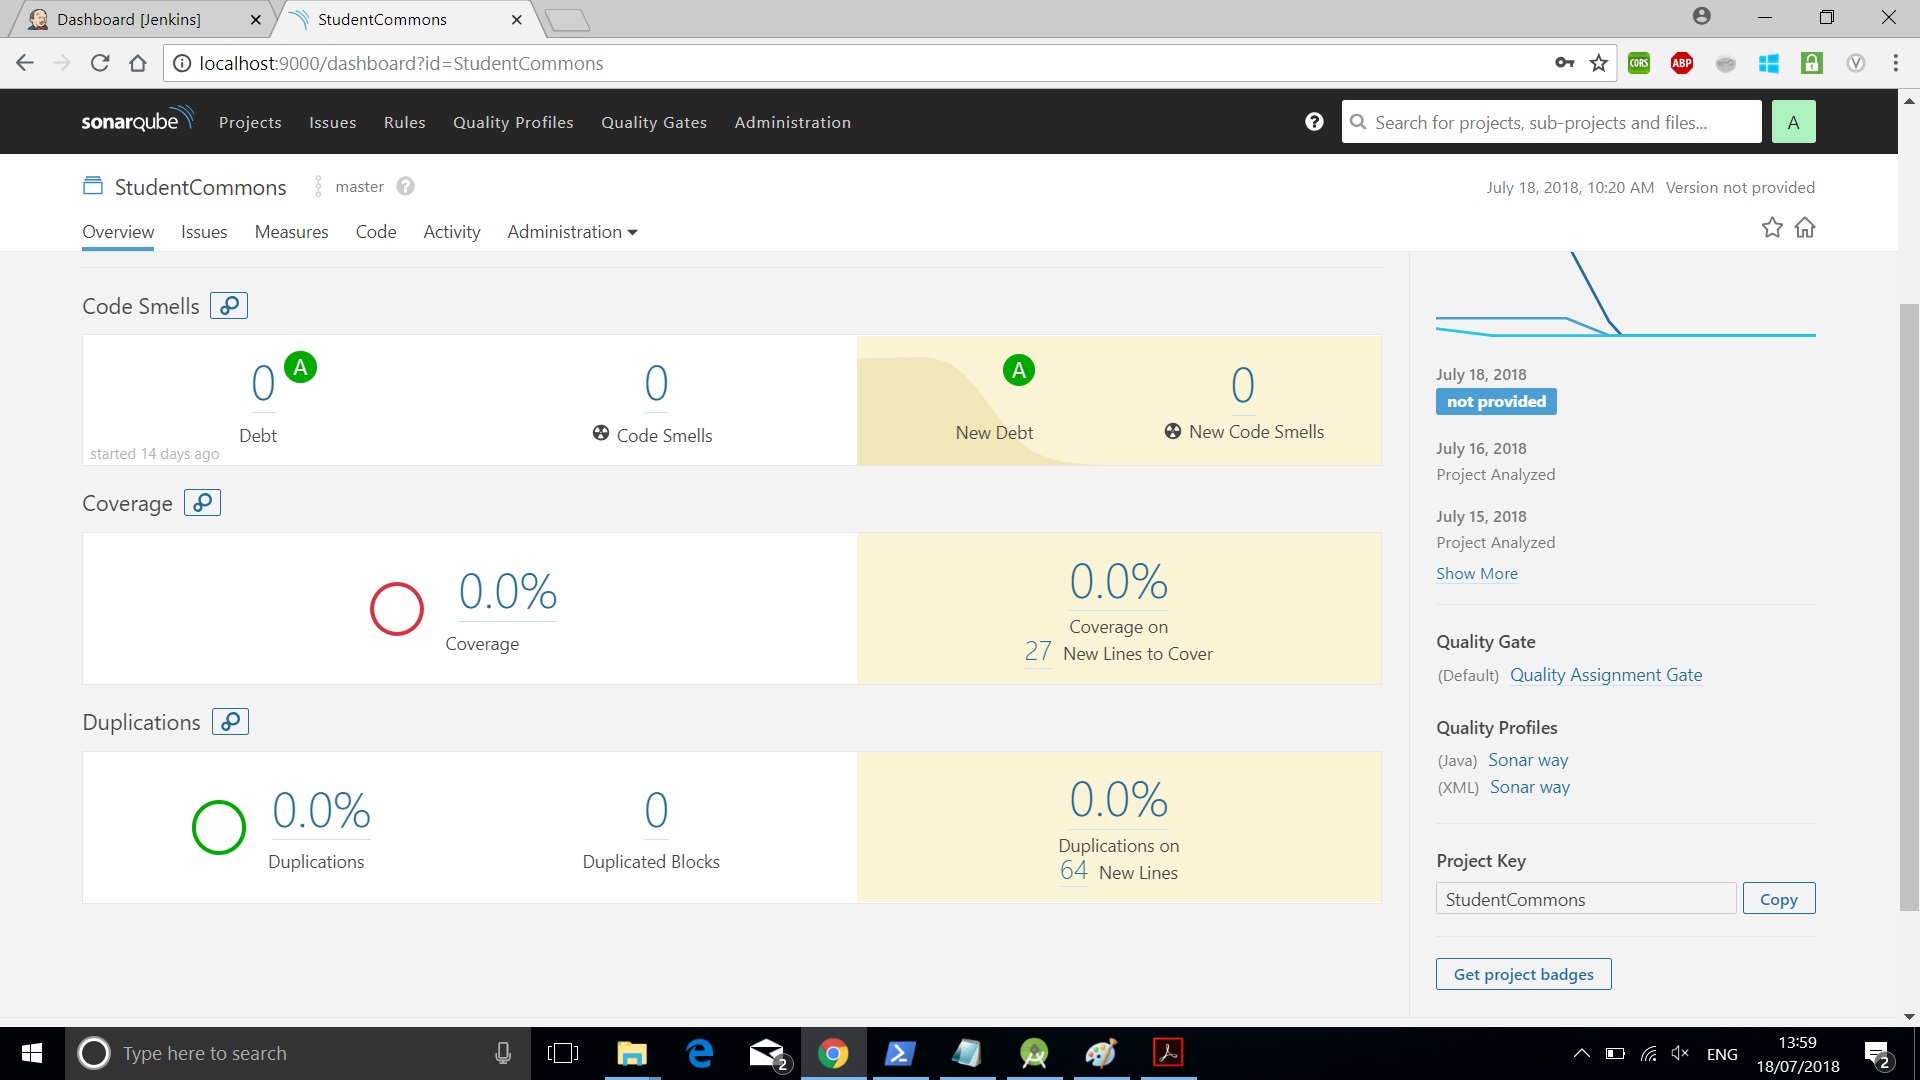 Dashboard [Jenkins]
StudentCommons
localhost:9000/dashboard?id=StudentCommons
CORS
ABP
V
sonarqube
Projects
Issues
Rules
Quality Profiles
Quality Gates
Administration
?
Search for projects, sub-projects and files...
A
StudentCommons
master
?
July 18, 2018, 10:20 AM Version not provided
Overview
Issues
Measures
Code
Activity
Administration
Code Smells
0 A
Debt
started 14 days ago
0
Code Smells
A
New Debt
0
New Code Smells
Coverage
0.0%
Coverage
0.0%
Coverage on
27 New Lines to Cover
Duplications
0.0%
Duplications
0
Duplicated Blocks
0.0%
Duplications on
64 New Lines
July 18, 2018
not provided
July 16, 2018
Project Analyzed
July 15, 2018
Project Analyzed
Show More
Quality Gate
(Default) Quality Assignment Gate
Quality Profiles
(Java) Sonar way
(XML) Sonar way
Project Key
StudentCommons
Copy
Get project badges
Type here to search
2
ENG
13:59
18/07/2018
2